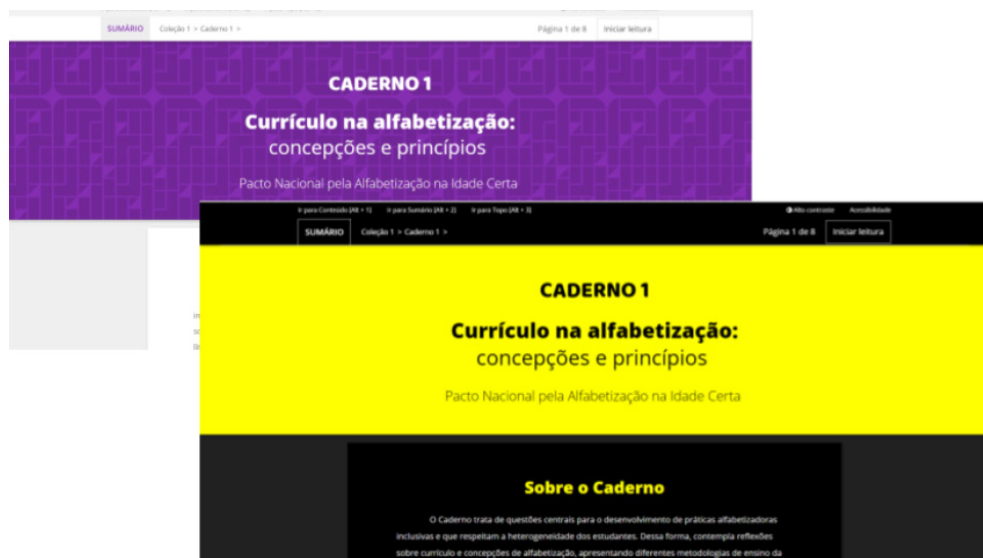 SUMÁRIO Coleção 1 > Caderno 1 > Página 1 de 8 Iniciar leitura
CADERNO 1
Currículo na alfabetização:
concepções e princípios
Pacto Nacional pela Alfabetização na Idade Certa
Ir para Conteúdo [Alt + 1] Ir para Sumário [Alt + 2] Ir para Topo [Alt + 3] Alto contraste Acessibilidade
SUMÁRIO Coleção 1 > Caderno 1 > Página 1 de 8 Iniciar leitura
CADERNO 1
Currículo na alfabetização:
concepções e princípios
Pacto Nacional pela Alfabetização na Idade Certa
Sobre o Caderno
O Caderno trata de questões centrais para o desenvolvimento de práticas alfabetizadoras
inclusivas e que respeitam a heterogeneidade dos estudantes. Dessa forma, contempla reflexões
sobre currículo e concepções de alfabetização, apresentando diferentes metodologias de ensino da